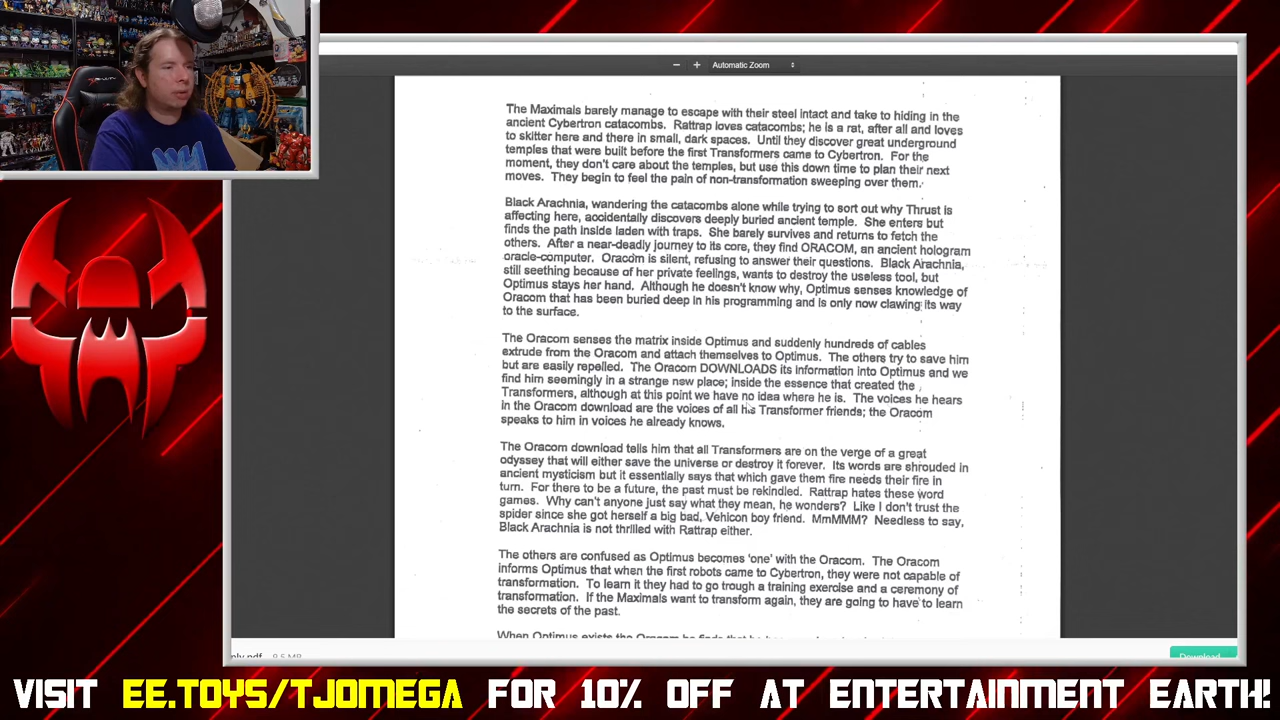 Automatic Zoom
The Maximals barely manage to escape with their steel intact and take to hiding in the
ancient Cybertron catacombs. Rattrap loves catacombs; he is a rat, after all and loves
to skitter here and there in small, dark spaces. Until they discover great underground
temples that were built before the first Transformers came to Cybertron. For the
moment, they don't care about the temples, but use this down time to plan their next
moves. They begin to feel the pain of non-transformation sweeping over them.
Black Arachnia, wandering the catacombs alone while trying to sort out why Thrust is
affecting here, accidentally discovers deeply buried ancient temple. She enters but
finds the path inside laden with traps. She barely survives and returns to fetch the
others. After a near-deadly journey to its core, they find ORACOM, an ancient hologram
oracle-computer. Oracom is silent, refusing to answer their questions. Black Arachnia,
still seething because of her private feelings, wants to destroy the useless tool, but
Optimus stays her hand. Although he doesn't know why, Optimus senses knowledge of
Oracom that has been buried deep in his programming and is only now clawing its way
to the surface.
The Oracom senses the matrix inside Optimus and suddenly hundreds of cables
extrude from the Oracom and attach themselves to Optimus. The others try to save him
but are easily repelled. The Oracom DOWNLOADS its information into Optimus and we
find him seemingly in a strange new place; inside the essence that created the
Transformers, although at this point we have no idea where he is. The voices he hears
in the Oracom download are the voices of all his Transformer friends; the Oracom
speaks to him in voices he already knows.
The Oracom download tells him that all Transformers are on the verge of a great
odyssey that will either save the universe or destroy it forever. Its words are shrouded in
ancient mysticism but it essentially says that which gave them fire needs their fire in
turn. For there to be a future, the past must be rekindled. Rattrap hates these word
games. Why can't anyone just say what they mean, he wonders? Like I don't trust the
spider since she got herself a big bad, Vehicon boy friend. MmMMM? Needless to say,
Black Arachnia is not thrilled with Rattrap either.
The others are confused as Optimus becomes 'one' with the Oracom. The Oracom
informs Optimus that when the first robots came to Cybertron, they were not capable of
transformation. To learn it they had to go trough a training exercise and a ceremony of
transformation. If the Maximals want to transform again, they are going to have to learn
the secrets of the past.
When Optimus exists the Oracom he finds that he
nly.pdf 9.5 MB
Download
VISIT EE.TOYS/TJOMEGA FOR 10% OFF AT ENTERTAINMENT EARTH!